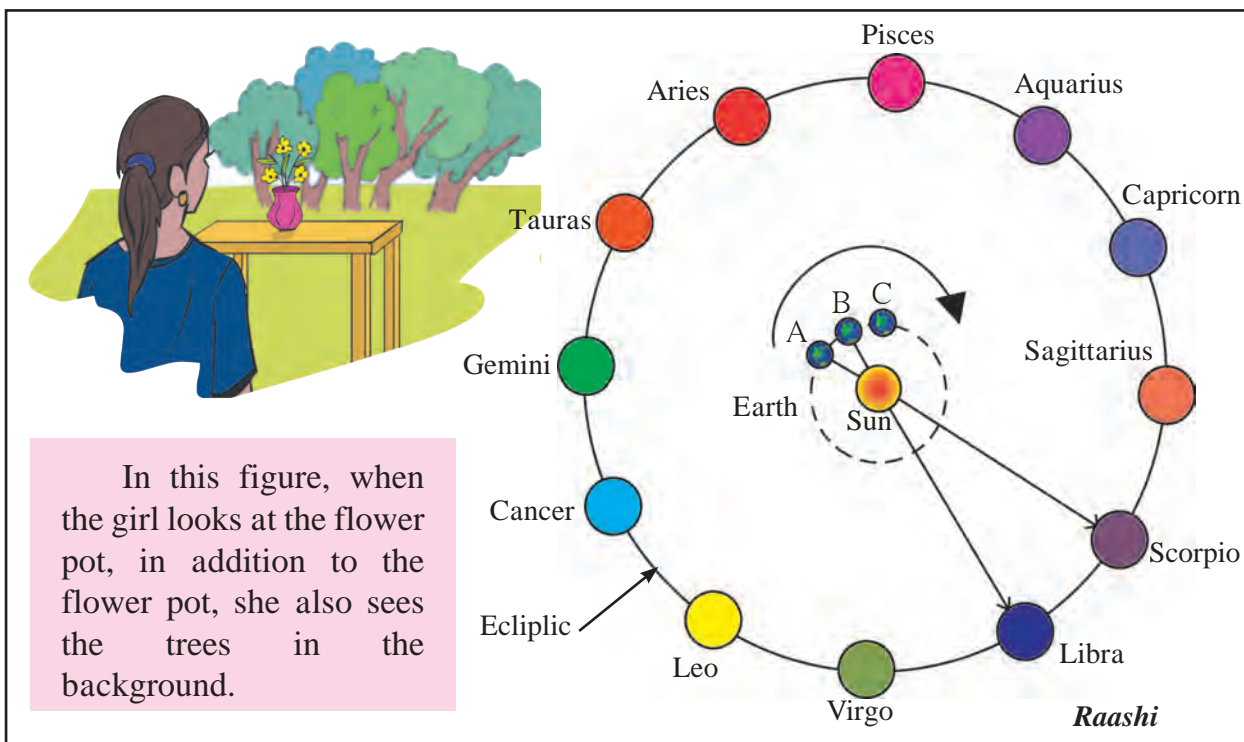 Pisces
Aries
Aquarius
Capricorn
Tauras
A
B
C
Gemini
Sagittarius
Earth
Sun
In this figure, when
the girl looks at the flower
pot, in addition to the
flower pot, she also sees
the trees in the
background.
Cancer
Scorpio
Ecliplic
Libra
Leo
Virgo
Raashi